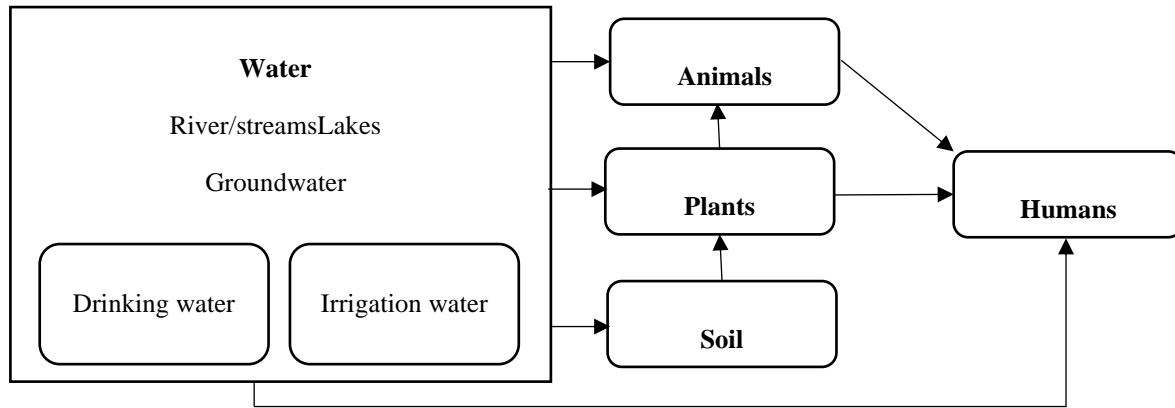 Water
River/streamsLakes
Groundwater
Drinking water
Irrigation water
Animals
Plants
Soil
Humans